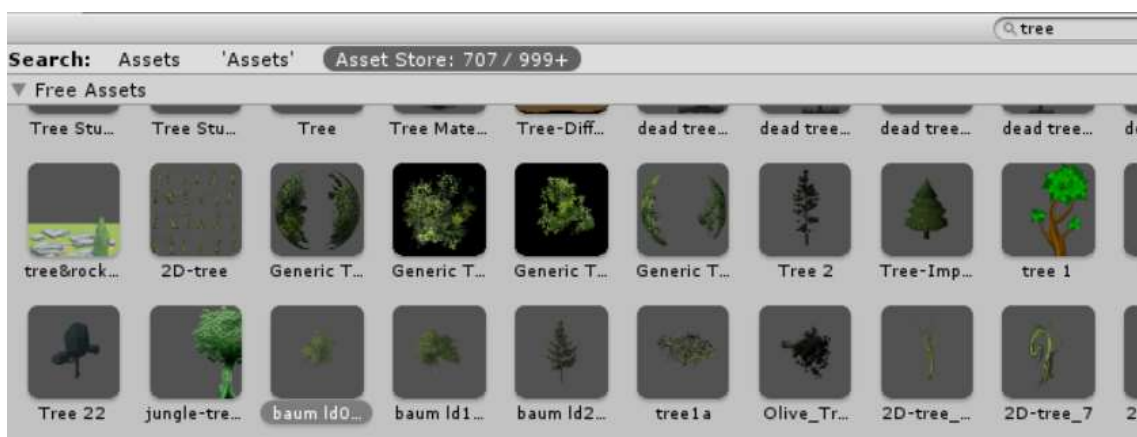 tree
Search: Assets 'Assets' Asset Store: 707 / 999+
Free Assets
Tree Stu... Tree Stu... Tree Tree Mate... Tree-Diff... dead tree... dead tree... dead tree... dead tree... d
tree&rock... 2D-tree Generic T... Generic T... Generic T... Generic T... Tree 2 Tree-Imp... tree 1
Tree 22 jungle-tre... baum ld0... baum ld1... baum ld2... tree1a Olive_Tr... 2D-tree_... 2D-tree_7 2